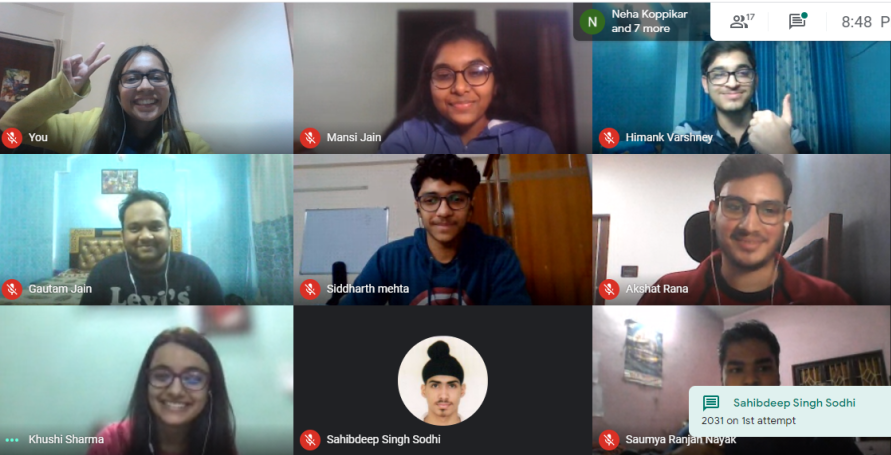 N
Neha Koppikar
and 7 more
17
8:48 P
You
Mansi Jain
Himank Varshney
Gautam Jain
Levi's
Siddharth mehta
Akshat Rana
Khushi Sharma
Sahibdeep Singh Sodhi
Saumya Ranjan Nayak
Sahibdeep Singh Sodhi
2031 on 1st attempt